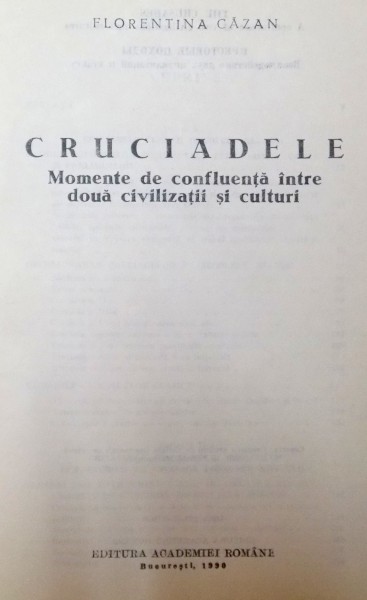 FLORENTINA CĂZAN
CRUCIADELE
Momente de confluență între
două civilizații și culturi
EDITURA ACADEMIEI ROMÂNE
București, 1990